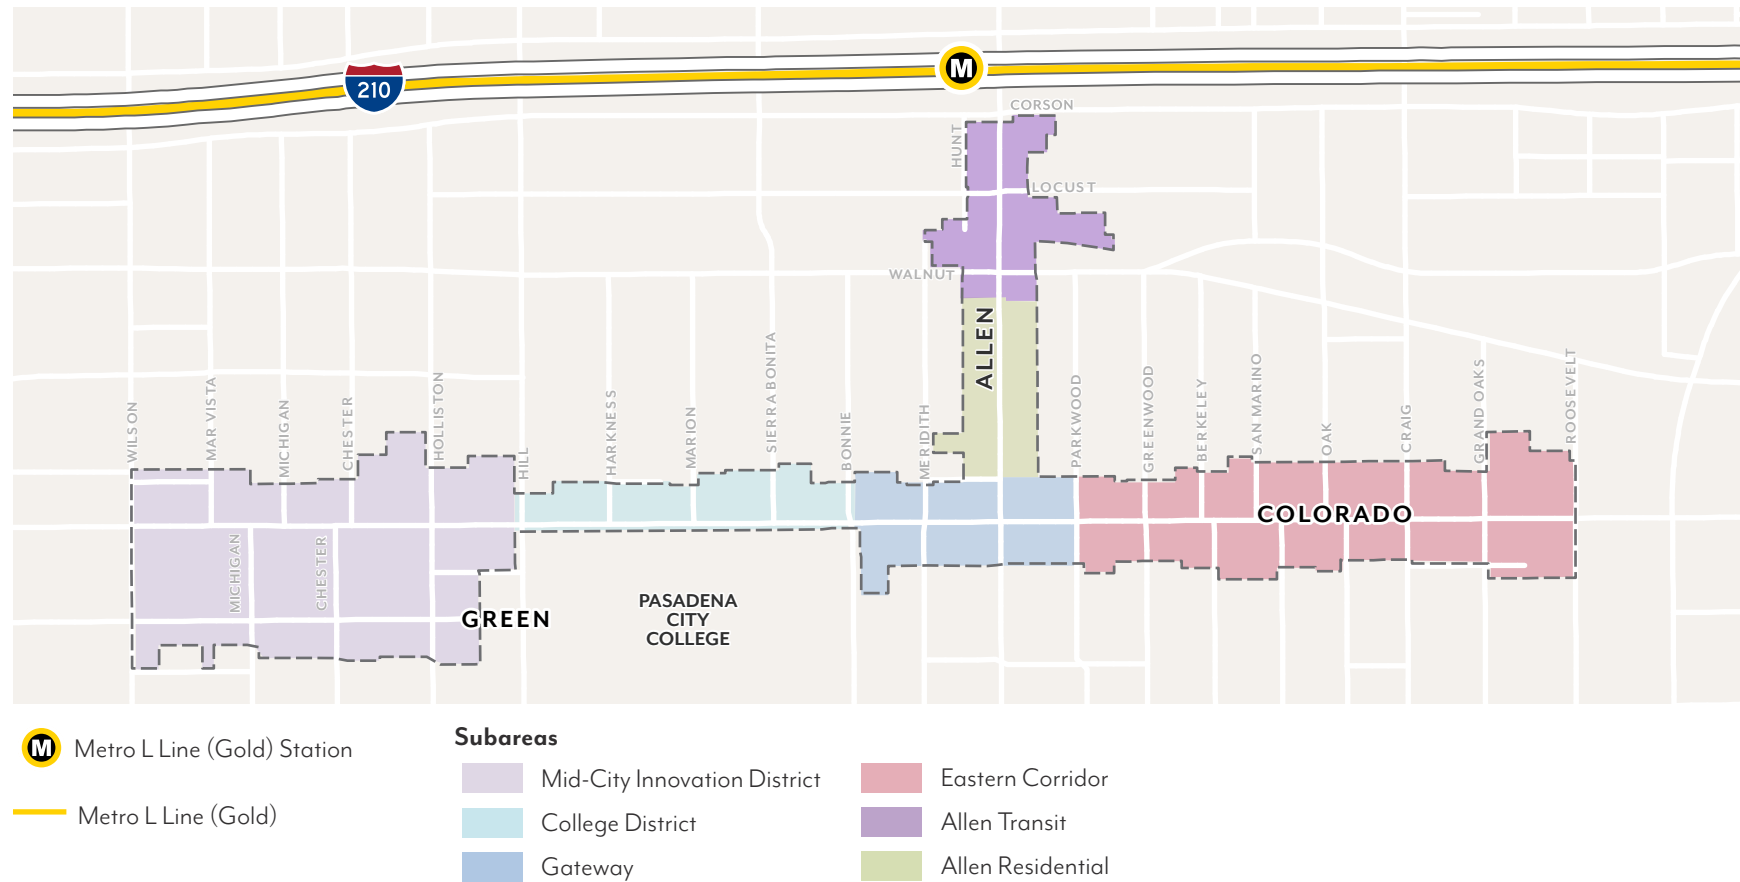 M
210
CORSON
HUNT
LOCUST
WALNUT
ALLEN
WILSON
MAR VISTA
MICHIGAN
CHESTER
HOLLISTON
HILL
HARKNESS
MARION
SIERRA BONITA
BONNIE
MERIDITH
PARKWOOD
GREENWOOD
BERKELEY
SAN MARINO
OAK
CRAIG
GRAND OAKS
ROOSEVELT
COLORADO
MICHIGAN
CHESTER
GREEN
PASADENA
CITY
COLLEGE
M Metro L Line (Gold) Station
Metro L Line (Gold)
Subareas
Mid-City Innovation District
College District
Gateway
Eastern Corridor
Allen Transit
Allen Residential